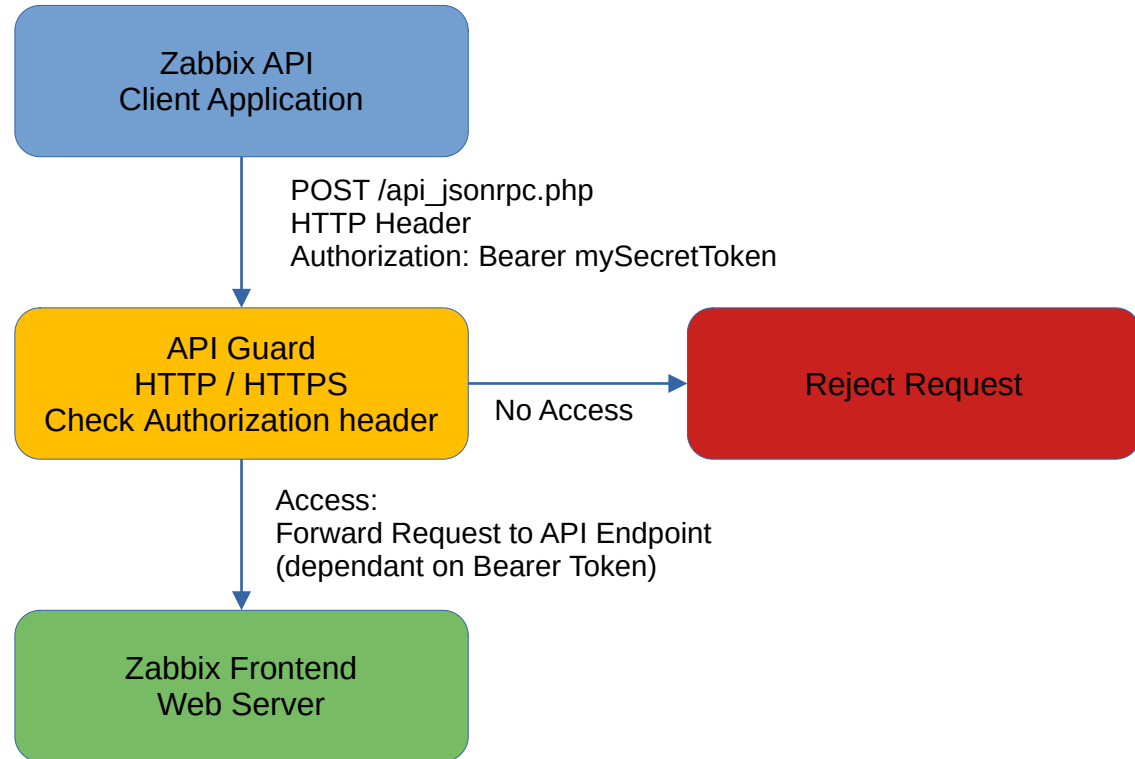 Zabbix API
Client Application
POST /api_jsonrpc.php
HTTP Header
Authorization: Bearer mySecretToken
API Guard
HTTP / HTTPS
Check Authorization header
No Access
Reject Request
Access:
Forward Request to API Endpoint
(dependant on Bearer Token)
Zabbix Frontend
Web Server